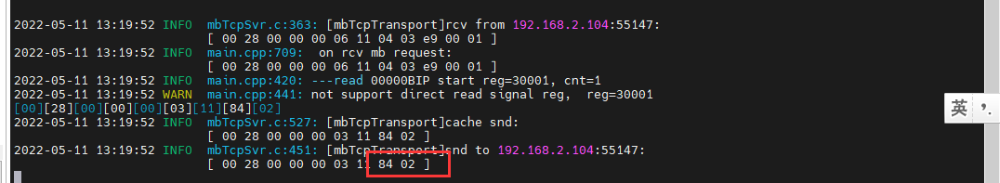 2022-05-11 13:19:52 INFO  mbTcpSvr.c:363: [mbTcpTransport]rcv from 192.168.2.104:55147:
[ 00 28 00 00 00 06 11 04 03 e9 00 01 ]
2022-05-11 13:19:52 INFO  main.cpp:709:  on rcv mb request:
[ 00 28 00 00 00 06 11 04 03 e9 00 01 ]
2022-05-11 13:19:52 INFO  main.cpp:420: ---read 00000BIP start reg=30001, cnt=1
2022-05-11 13:19:52 WARN  main.cpp:441: not support direct read signal reg,  reg=30001
[00][28][00][00][00][03][11][84][02]
2022-05-11 13:19:52 INFO  mbTcpSvr.c:527: [mbTcpTransport]cache snd:
[ 00 28 00 00 00 03 11 84 02 ]
2022-05-11 13:19:52 INFO  mbTcpSvr.c:451: [mbTcpTransport]snd to 192.168.2.104:55147:
[ 00 28 00 00 00 03 11 84 02 ]
英 ’,